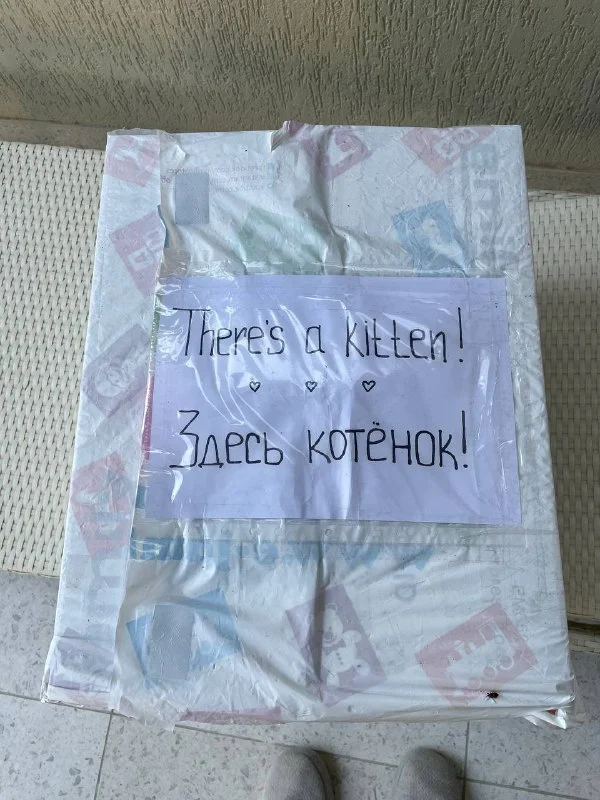 There's a kitten!
Здесь котёнок!